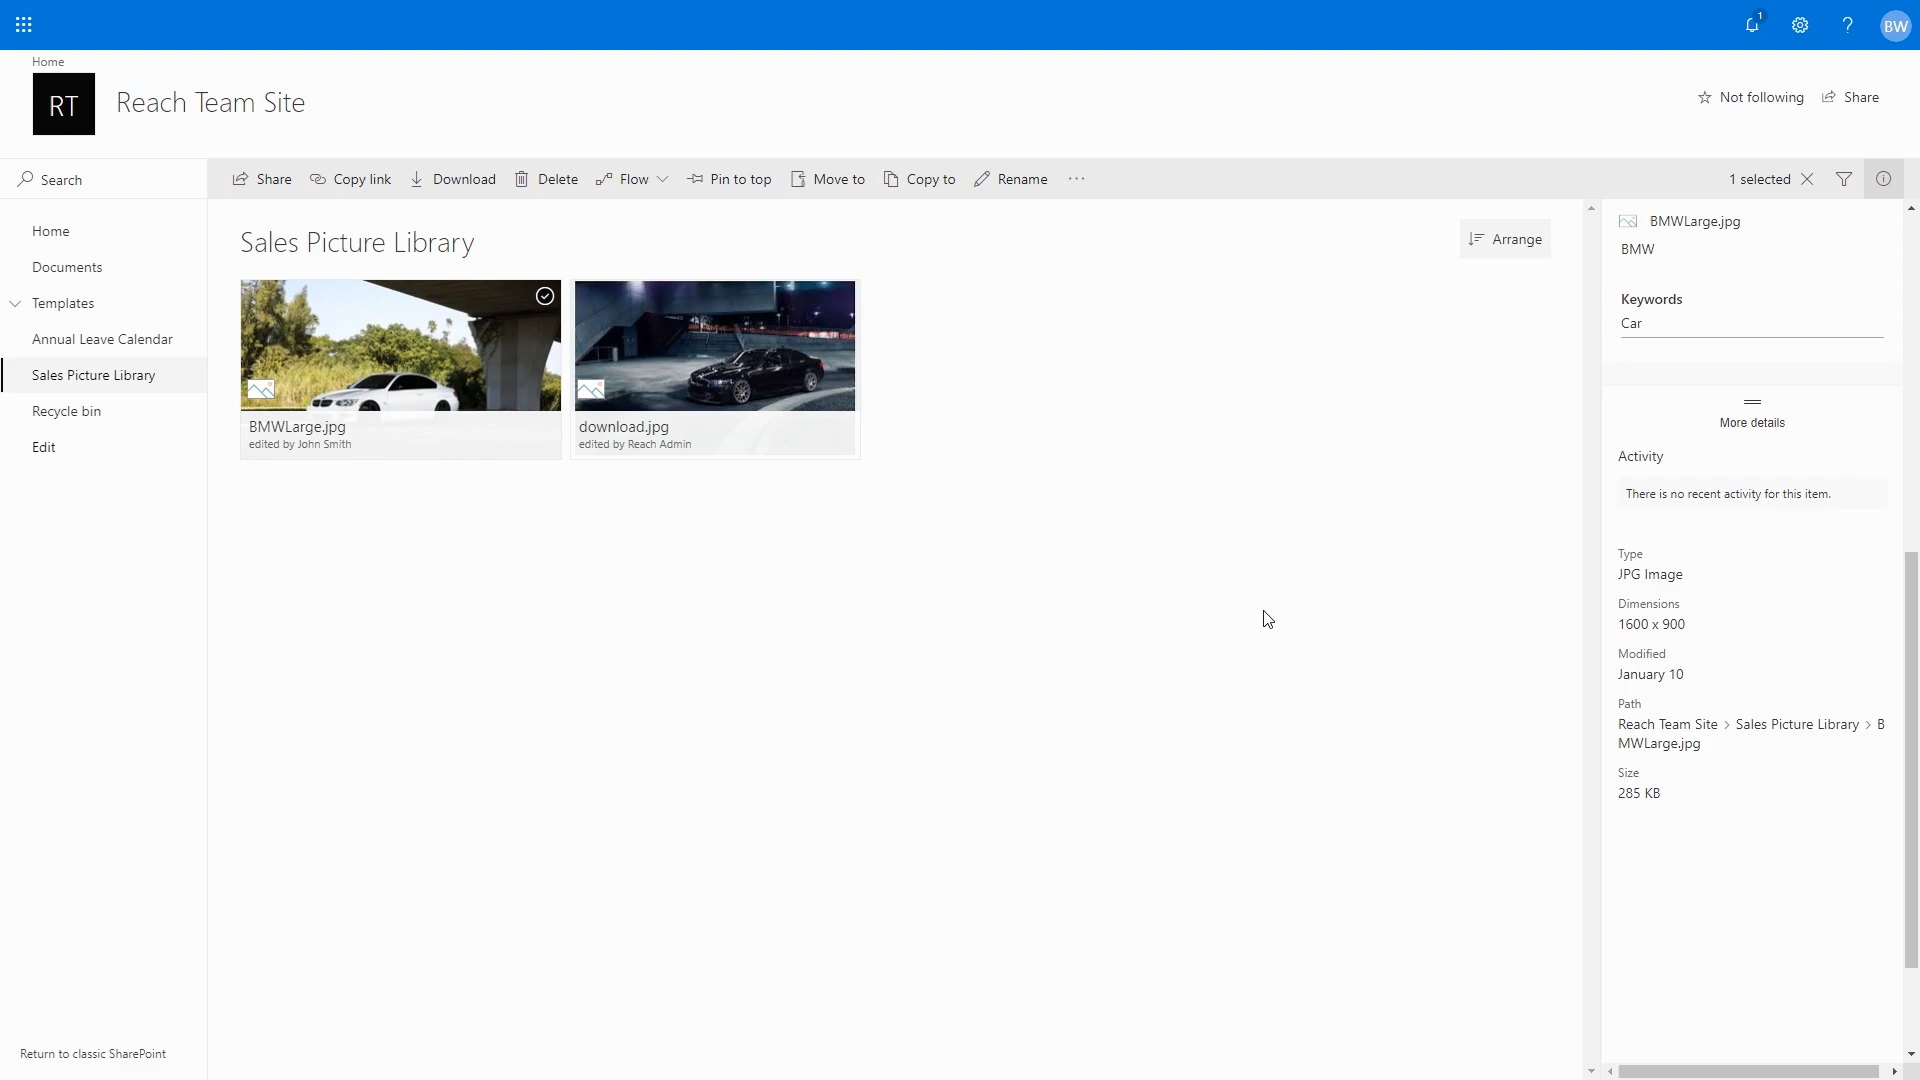 1
BW
Home
RT
Reach Team Site
Not following
Share
Search
Share
Copy link
Download
Delete
Flow
Pin to top
Move to
Copy to
Rename
1 selected
Home
Documents
Templates
Annual Leave Calendar
Sales Picture Library
Recycle bin
Edit
Return to classic SharePoint
Sales Picture Library
Arrange
BMWLarge.jpg
edited by John Smith
download.jpg
edited by Reach Admin
BMWLarge.jpg
BMW
Keywords
Car
More details
Activity
There is no recent activity for this item.
Type
JPG Image
Dimensions
1600 x 900
Modified
January 10
Path
Reach Team Site > Sales Picture Library > B
MWLarge.jpg
Size
285 KB